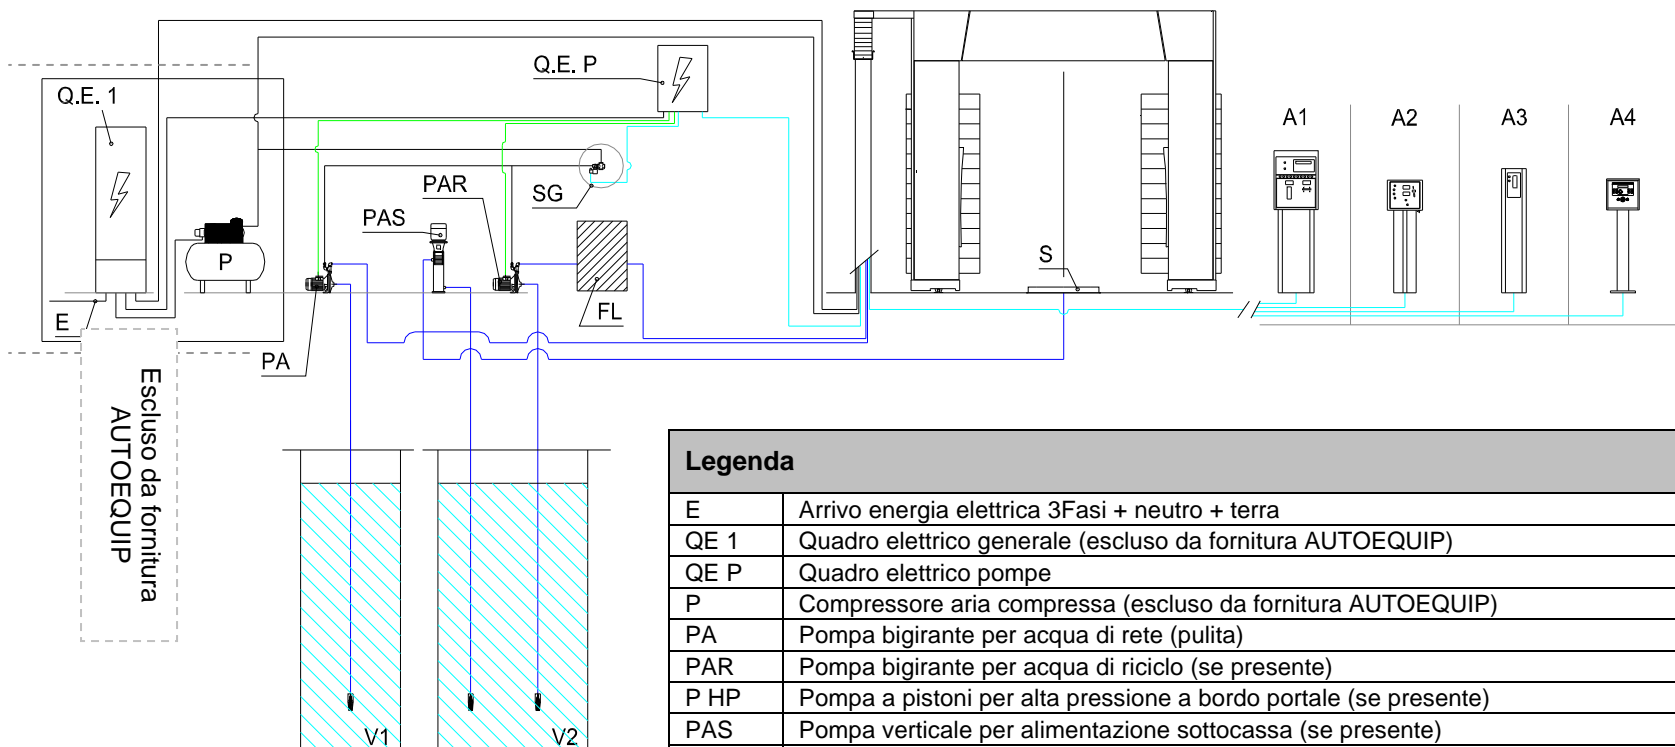 Q.E. 1
Q.E. P
A1
A2
A3
A4
PAR
SG
PAS
P
S
E
FL
PA
Escluso da fornitura
AUTOEQUIP
V1
V2
Legenda
E Arrivo energia elettrica 3Fasi + neutro + terra
QE 1 Quadro elettrico generale (escluso da fornitura AUTOEQUIP)
QE P Quadro elettrico pompe
P Compressore aria compressa (escluso da fornitura AUTOEQUIP)
PA Pompa bigirante per acqua di rete (pulita)
PAR Pompa bigirante per acqua di riciclo (se presente)
P HP Pompa a pistoni per alta pressione a bordo portale (se presente)
PAS Pompa verticale per alimentazione sottocassa (se presente)